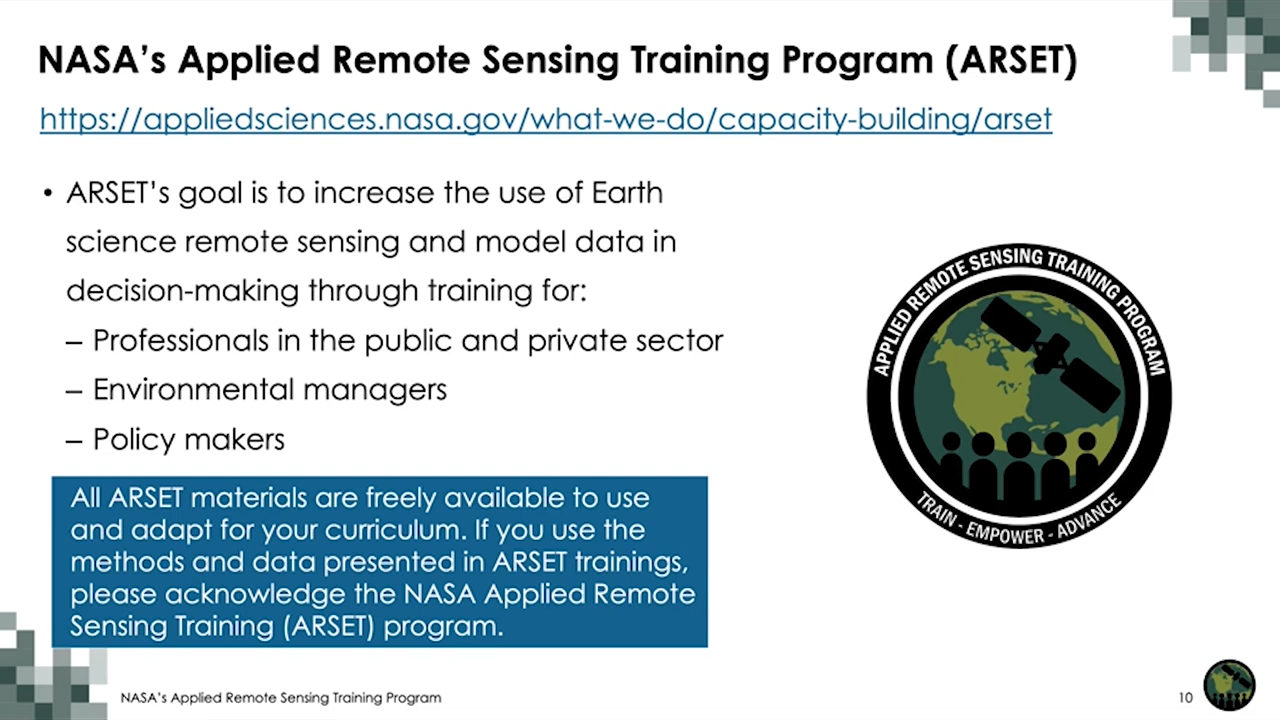 NASA’s Applied Remote Sensing Training Program (ARSET)
https://appliedsciences.nasa.gov/what-we-do/capacity-building/arset
• ARSET’s goal is to increase the use of Earth
science remote sensing and model data in
decision-making through training for:
– Professionals in the public and private sector
– Environmental managers
– Policy makers
All ARSET materials are freely available to use
and adapt for your curriculum. If you use the
methods and data presented in ARSET trainings,
please acknowledge the NASA Applied Remote
Sensing Training (ARSET) program.
APPLIED REMOTE SENSING TRAINING PROGRAM
TRAIN - EMPOWER - ADVANCE
NASA’s Applied Remote Sensing Training Program
10